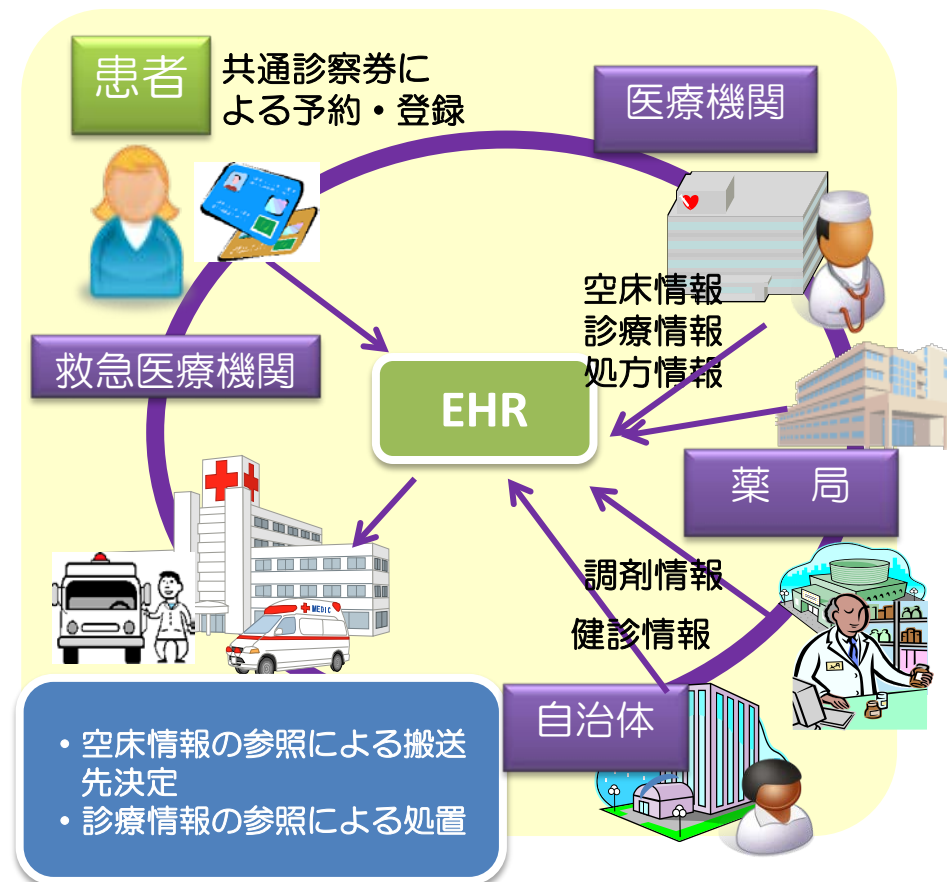 患者
共通診察券に
よる予約・登録
医療機関
空床情報
診療情報
処方情報
救急医療機関
EHR
薬　局
調剤情報
健診情報
MEDIC
自治体
・空床情報の参照による搬送
先決定
・診療情報の参照による処置